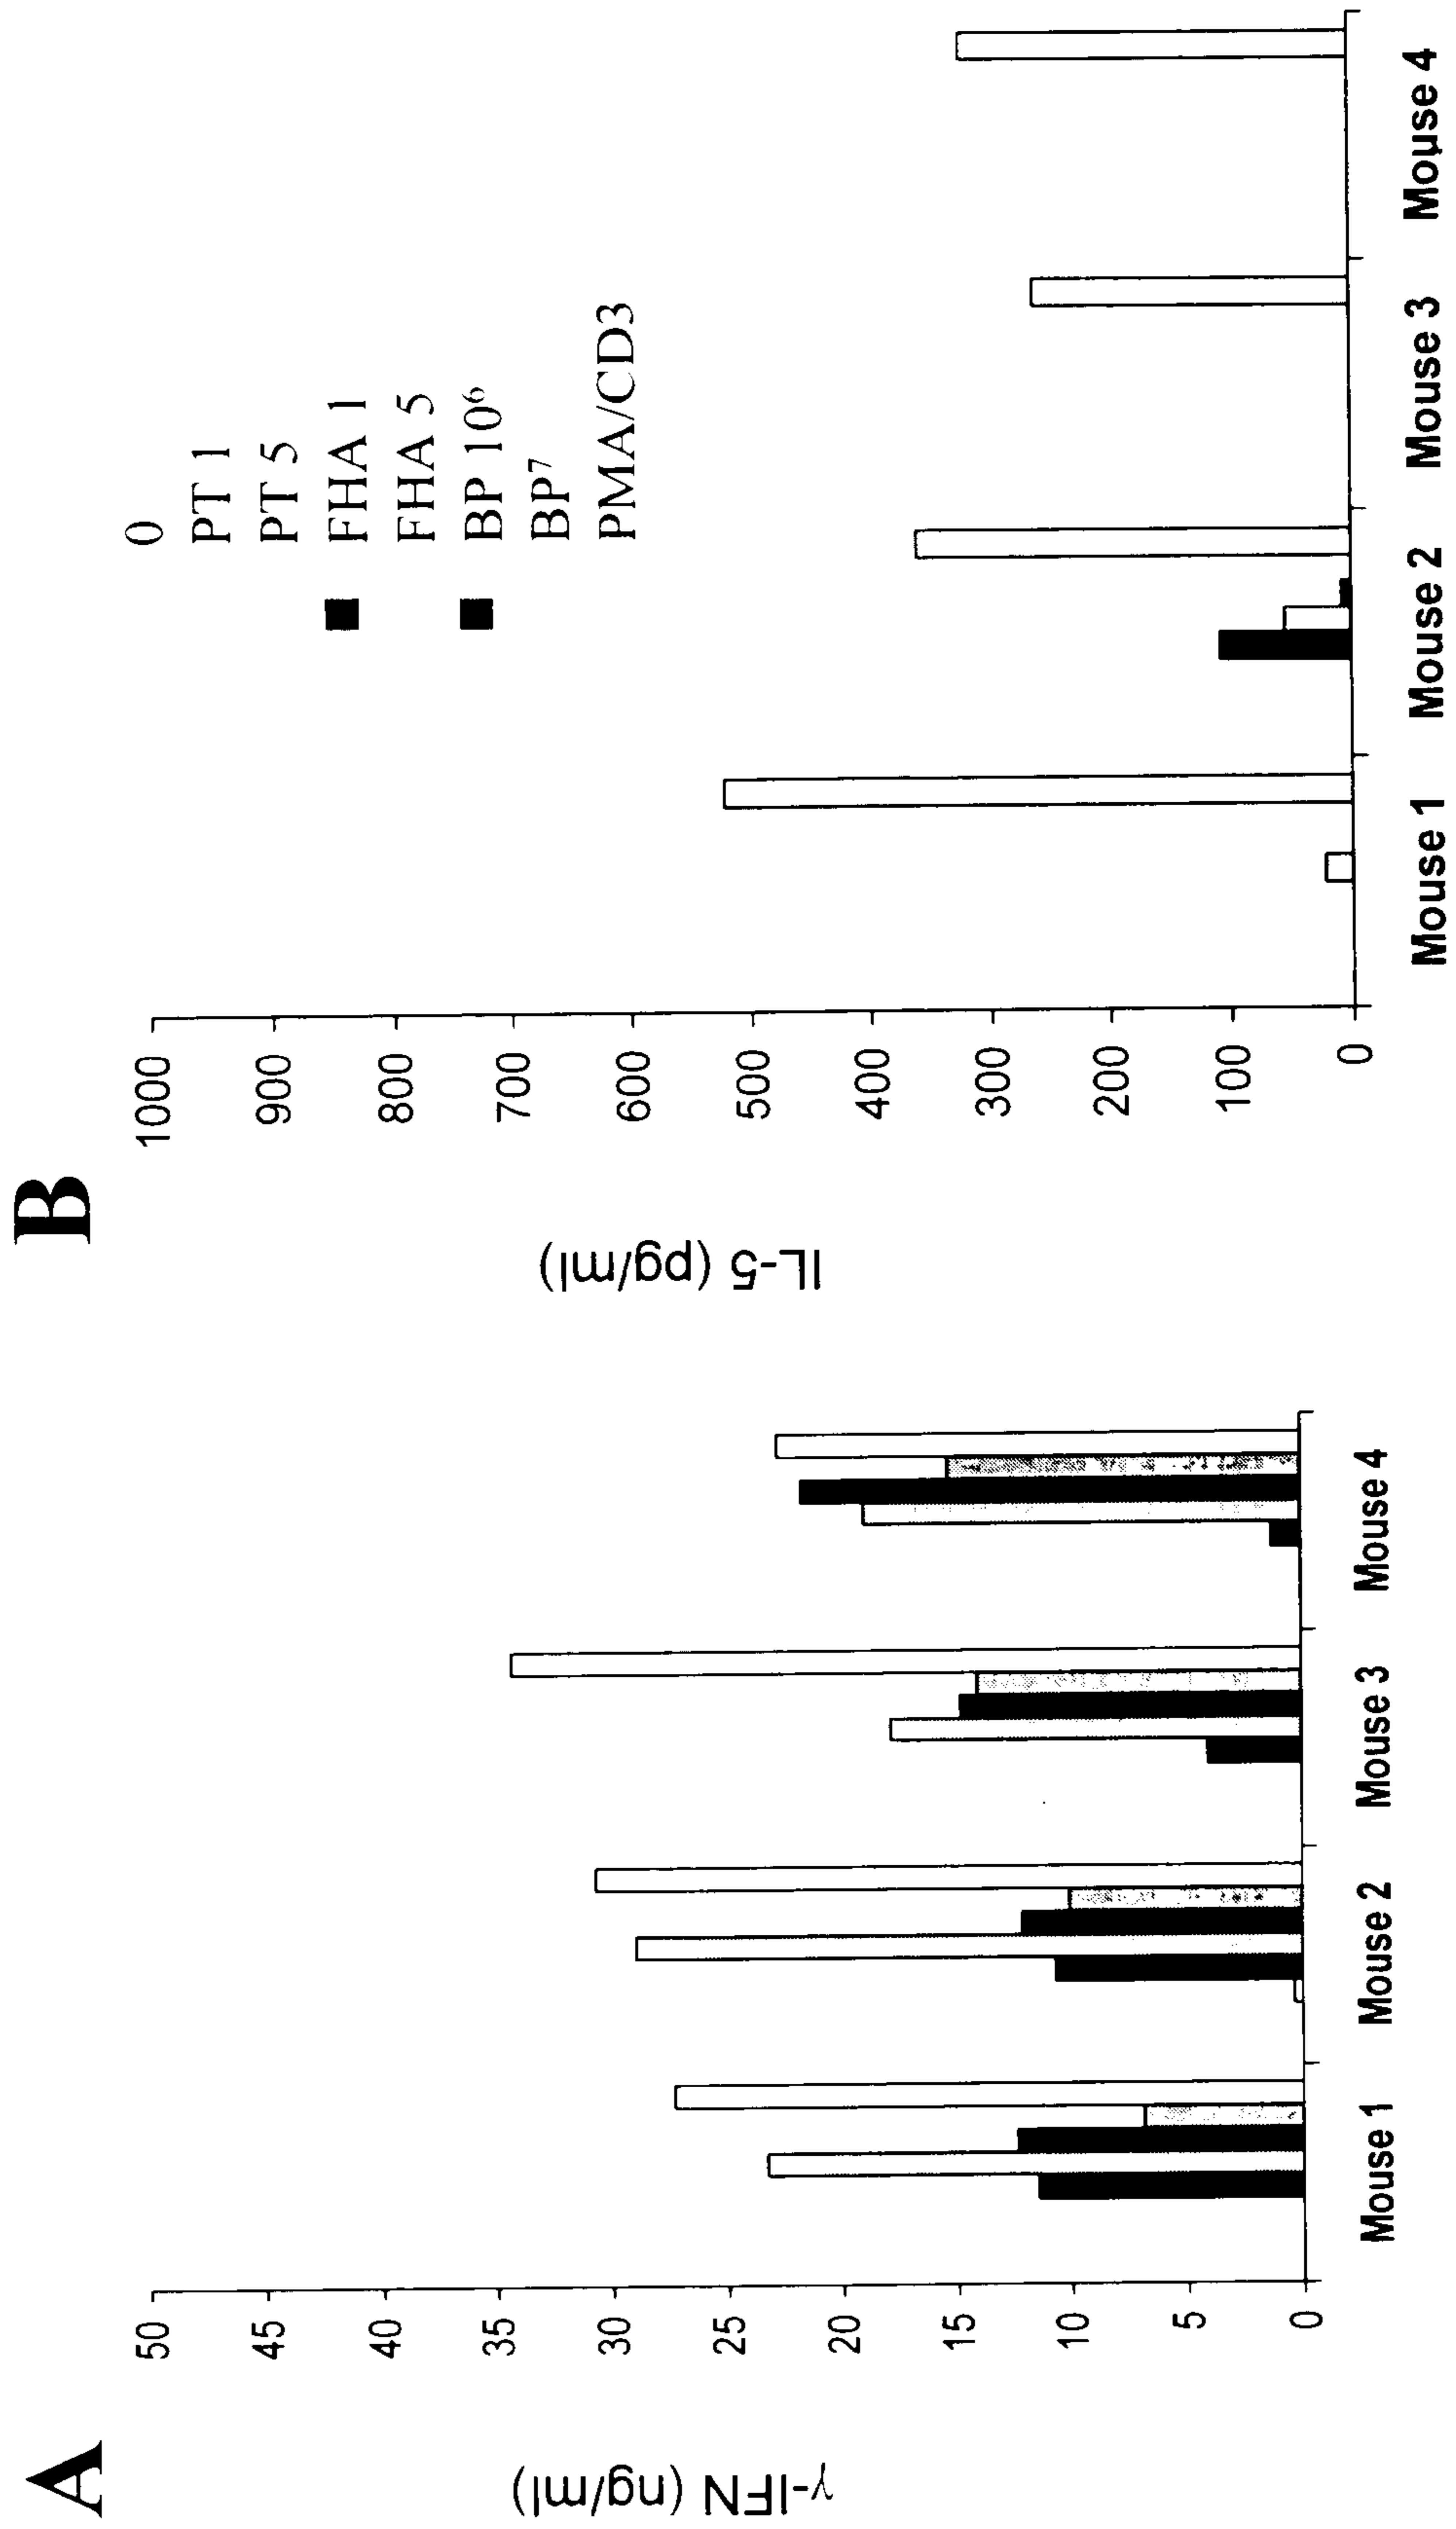 A
γ-IFN (ng/ml)
50
45
40
35
30
25
20
15
10
5
0
Mouse 1
Mouse 2
Mouse 3
Mouse 4
B
IL-5 (pg/ml)
1000
900
800
700
600
500
400
300
200
100
0
0
PT 1
PT 5
FHA 1
FHA 5
BP 10⁶
BP⁷
PMA/CD3
Mouse 1
Mouse 2
Mouse 3
Mouse 4